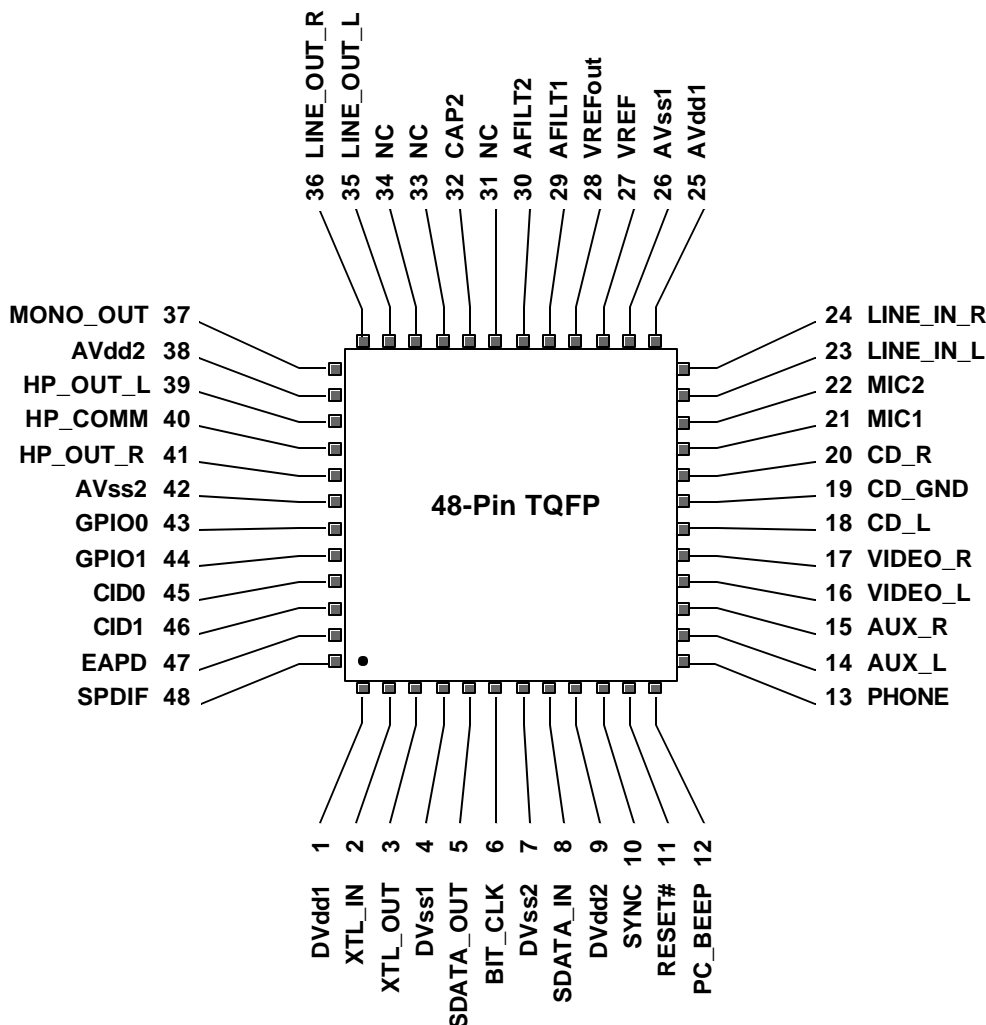 36 LINE_OUT_R
35 LINE_OUT_L
34 NC
33 NC
32 CAP2
31 NC
30 AFILT2
29 AFILT1
28 VREFout
27 VREF
26 AVss1
25 AVdd1
MONO_OUT 37
AVdd2 38
HP_OUT_L 39
HP_COMM 40
HP_OUT_R 41
AVss2 42
GPIO0 43
GPIO1 44
CID0 45
CID1 46
EAPD 47
SPDIF 48
48-Pin TQFP
24 LINE_IN_R
23 LINE_IN_L
22 MIC2
21 MIC1
20 CD_R
19 CD_GND
18 CD_L
17 VIDEO_R
16 VIDEO_L
15 AUX_R
14 AUX_L
13 PHONE
DVdd1 1
XTL_IN 2
XTL_OUT 3
DVss1 4
SDATA_OUT 5
BIT_CLK 6
DVss2 7
SDATA_IN 8
DVdd2 9
SYNC 10
RESET# 11
PC_BEEP 12